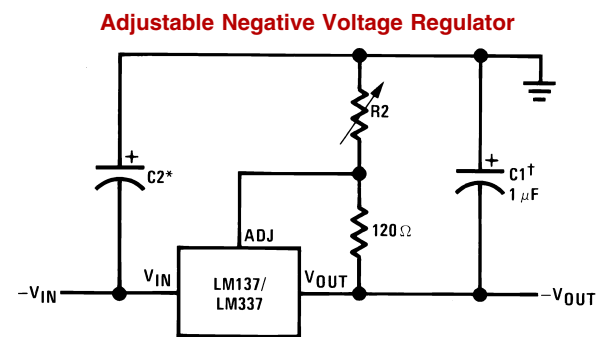 Adjustable Negative Voltage Regulator
R2
+
C2*
+
C1†
1 μF
120 Ω
ADJ
VIN
LM137/
LM337
VOUT
−VIN
−VOUT